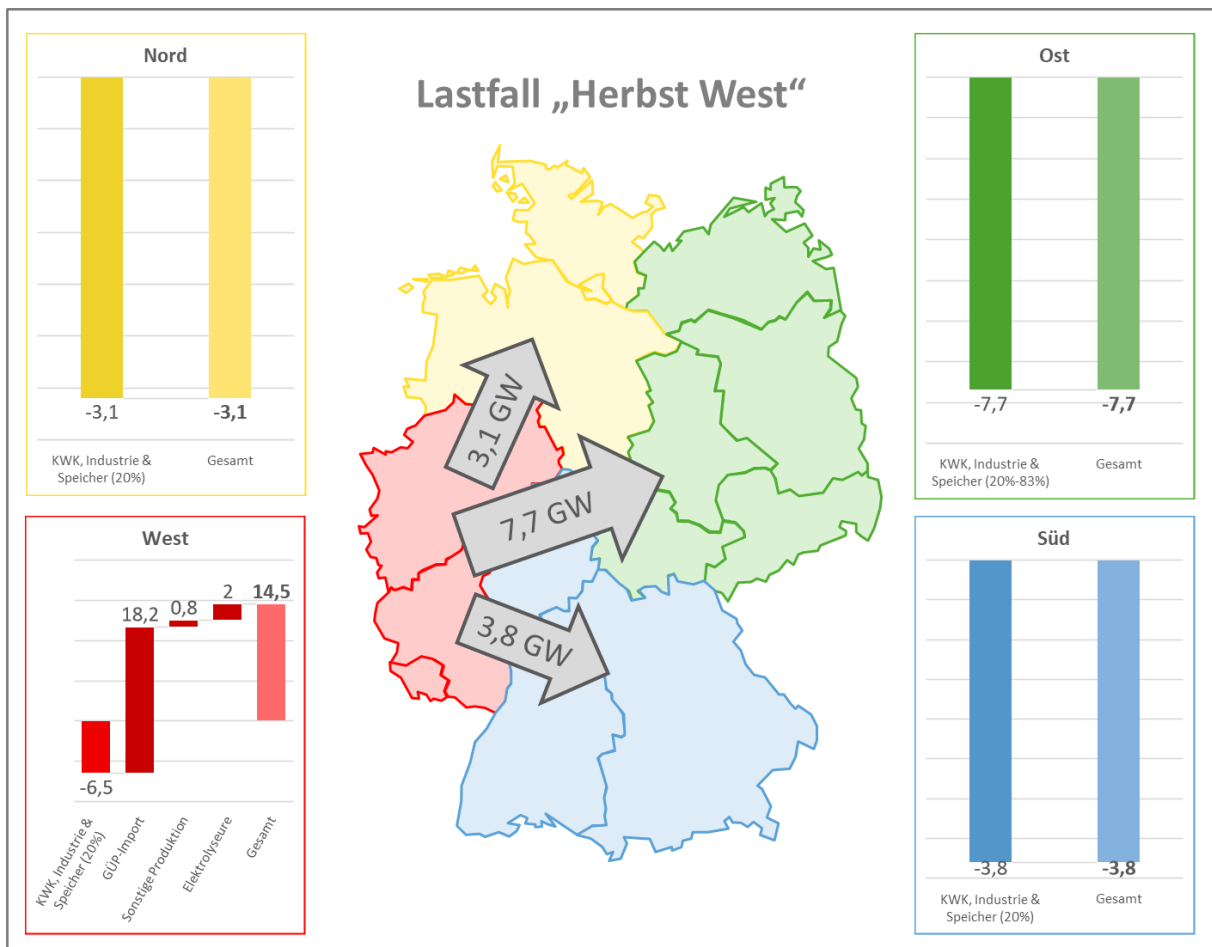 Lastfall „Herbst West“
Nord
-3,1
-3,1
KWK, Industrie &
Speicher (20%)
Gesamt
Ost
-7,7
-7,7
KWK, Industrie &
Speicher (20%-83%)
Gesamt
3,1 GW
7,7 GW
3,8 GW
West
-6,5
18,2
0,8
2
14,5
KWK, Industrie &
Speicher (20%)
GÜP-Import
Sonstige Produktion
Elektrolyseure
Gesamt
Süd
-3,8
-3,8
KWK, Industrie &
Speicher (20%)
Gesamt